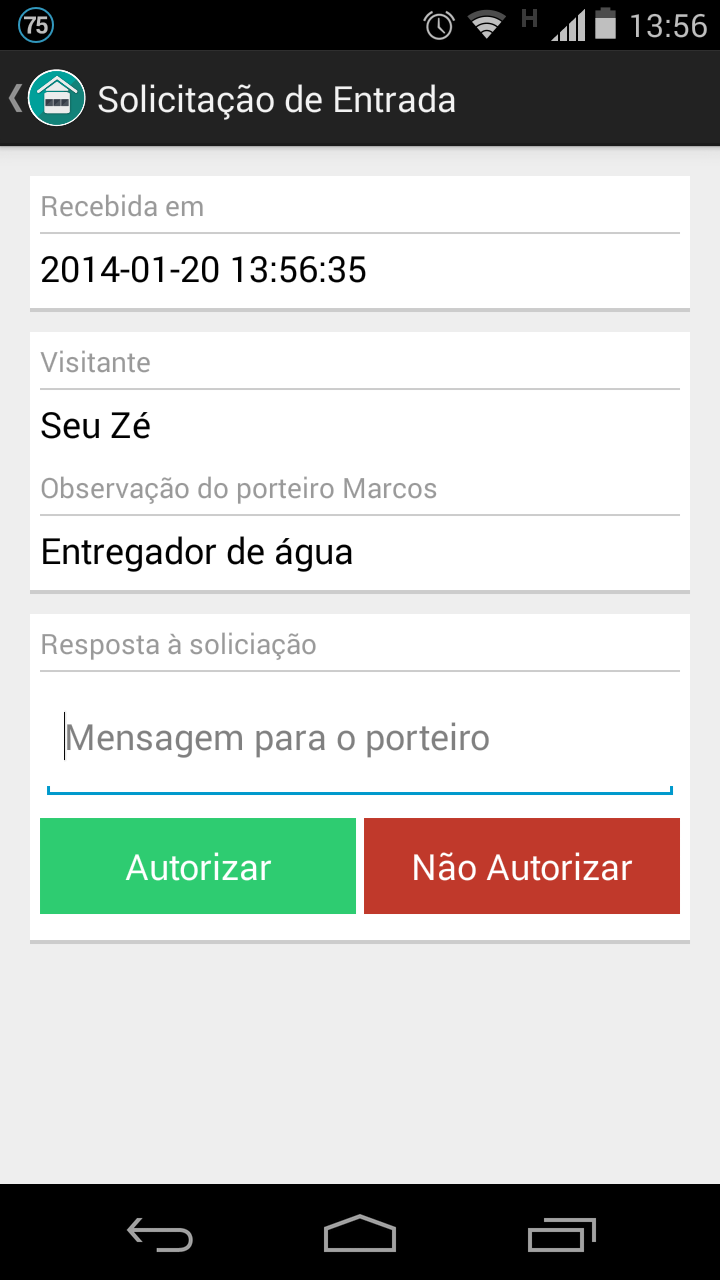 75 H 13:56
Solicitação de Entrada
Recebida em
2014-01-20 13:56:35
Visitante
Seu Zé
Observação do porteiro Marcos
Entregador de água
Resposta à soliciação
Mensagem para o porteiro
Autorizar Não Autorizar